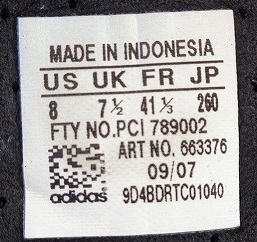 MADE IN INDONESIA
US UK FR JP
8 7½ 41⅓ 260
FTY NO.PCI 789002
ART NO. 663376
09/07
adidas 9D4BDRTC01040